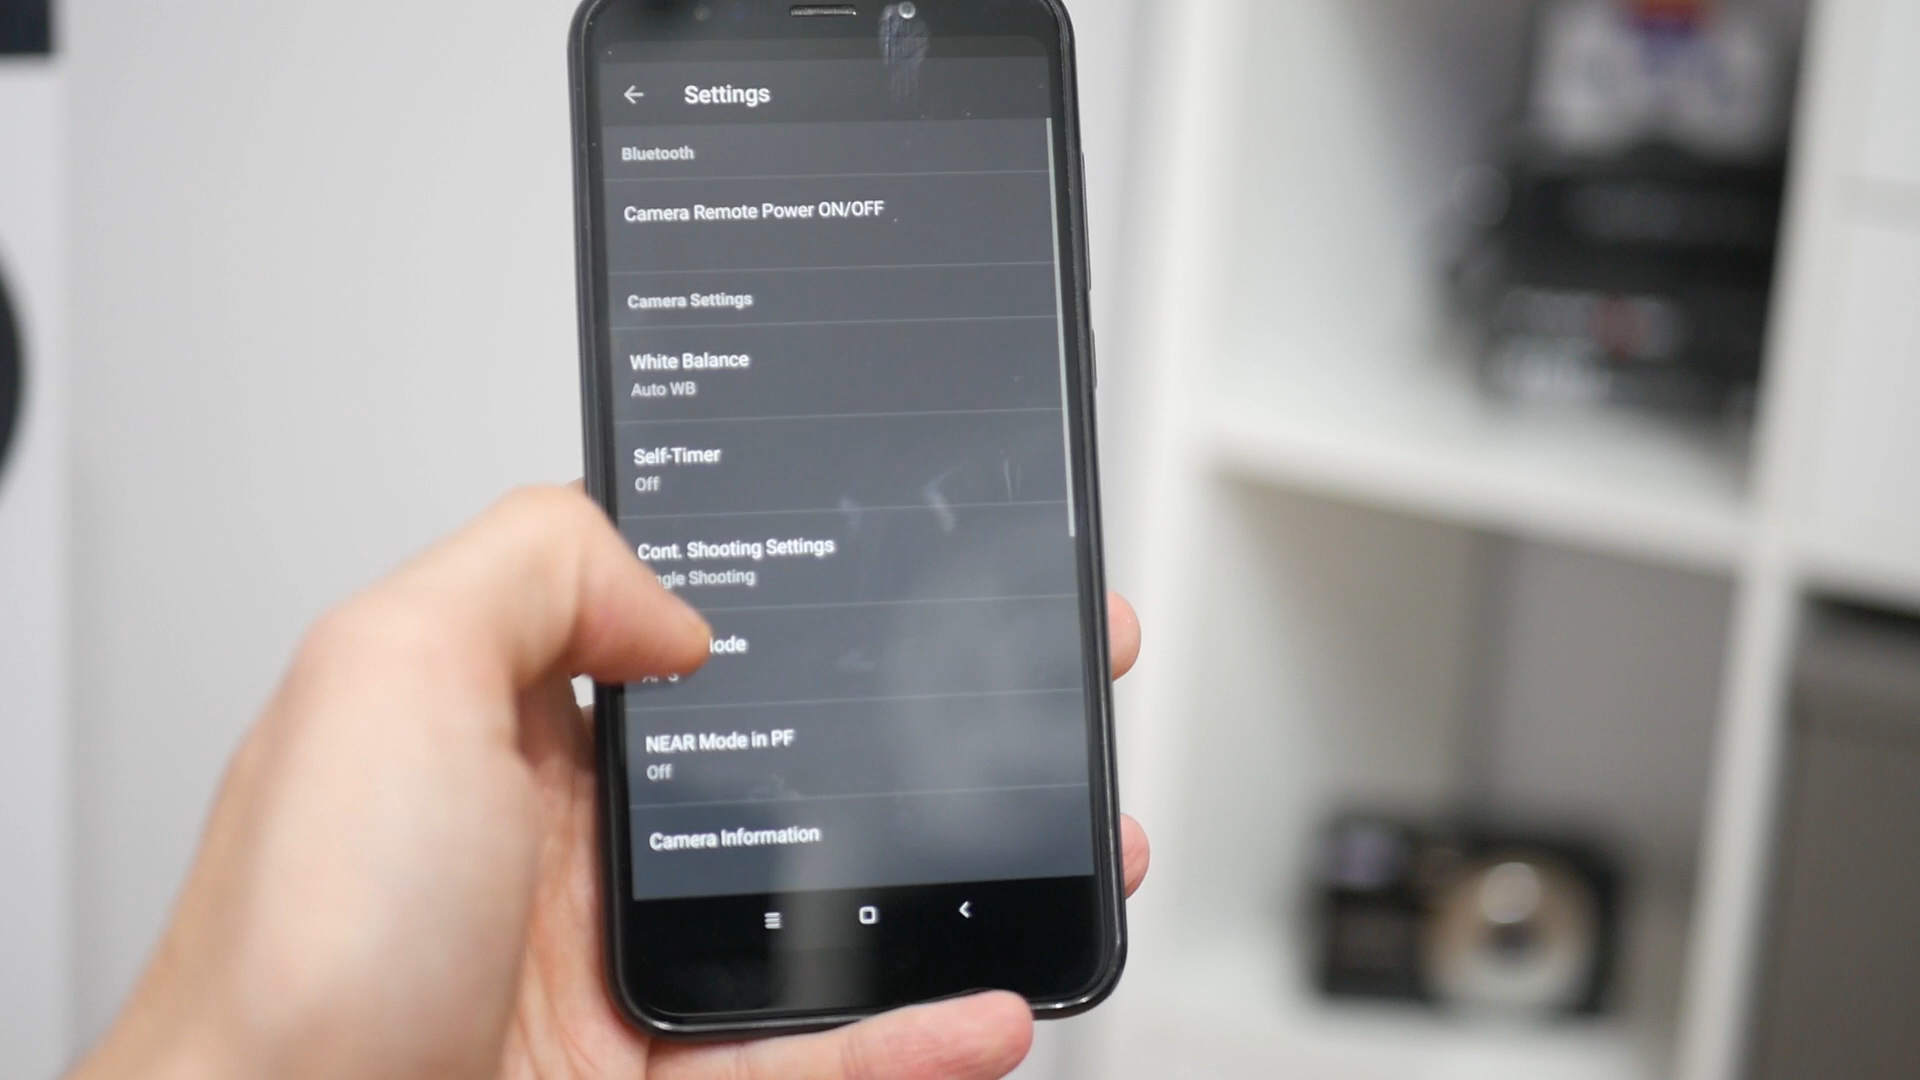 Settings
Bluetooth
Camera Remote Power ON/OFF
Camera Settings
White Balance
Auto WB
Self-Timer
Off
Cont. Shooting Settings
Shooting
NEAR Mode in PF
Off
Camera Information